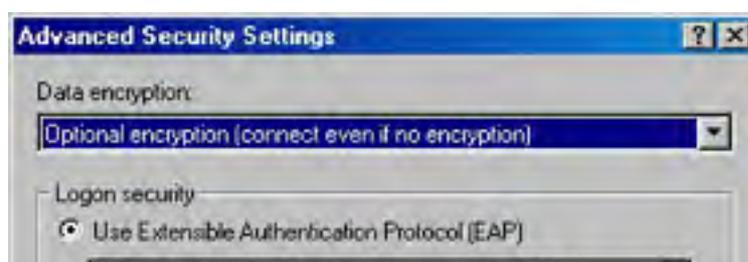 Advanced Security Settings
Data encryption:
Optional encryption (connect even if no encryption)
Logon security
Use Extensible Authentication Protocol (EAP)